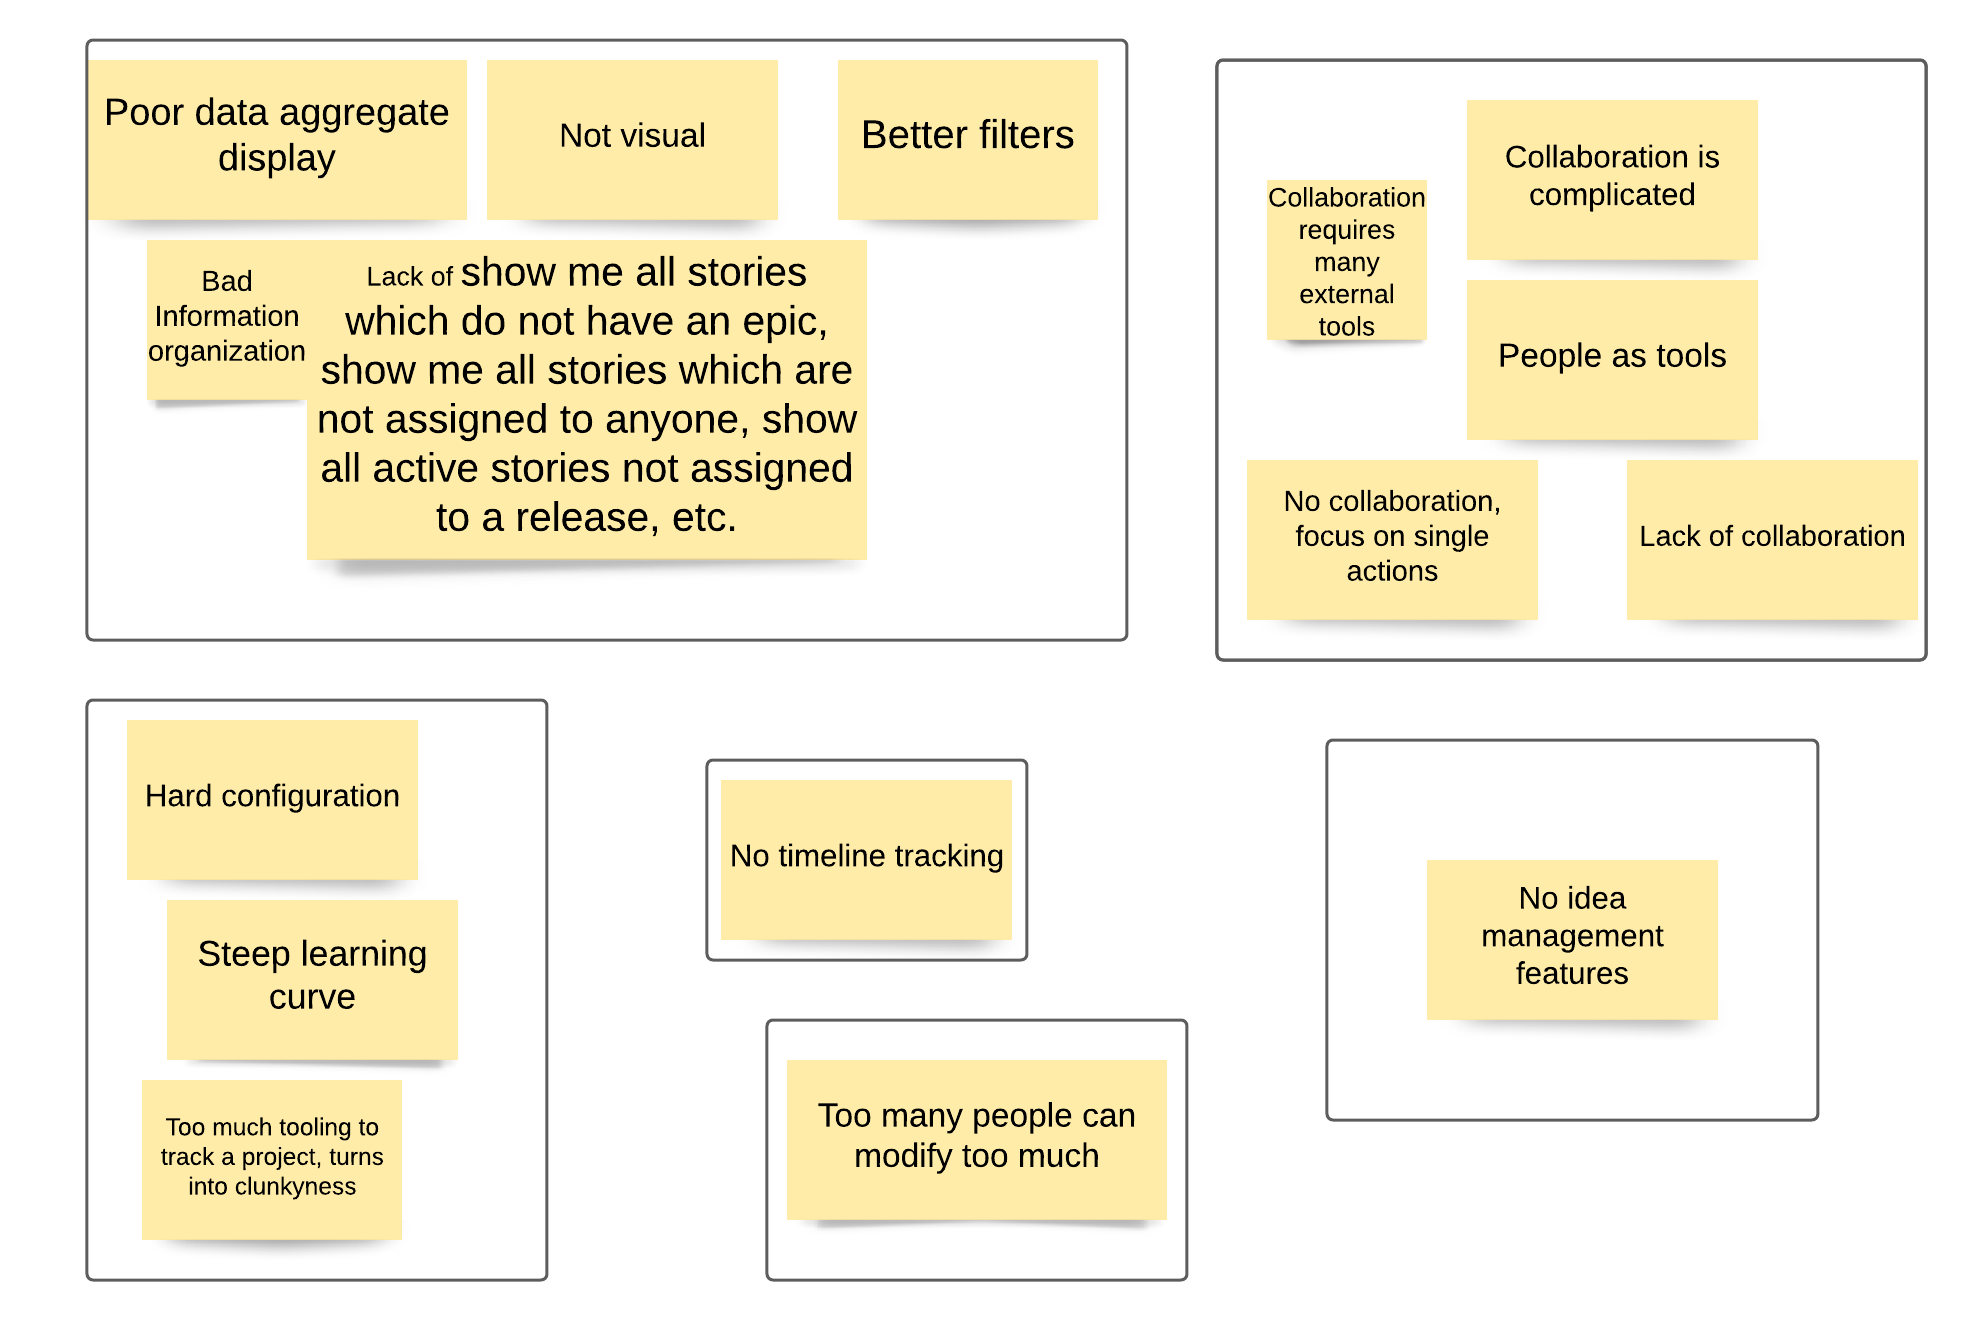 Poor data aggregate
display
Not visual
Better filters
Bad
Information
organization
Lack of show me all stories
which do not have an epic,
show me all stories which are
not assigned to anyone, show
all active stories not assigned
to a release, etc.
Collaboration is
complicated
Collaboration
requires
many
external
tools
People as tools
No collaboration,
focus on single
actions
Lack of collaboration
Hard configuration
Steep learning
curve
Too much tooling to
track a project, turns
into clunkyness
No timeline tracking
Too many people can
modify too much
No idea
management
features